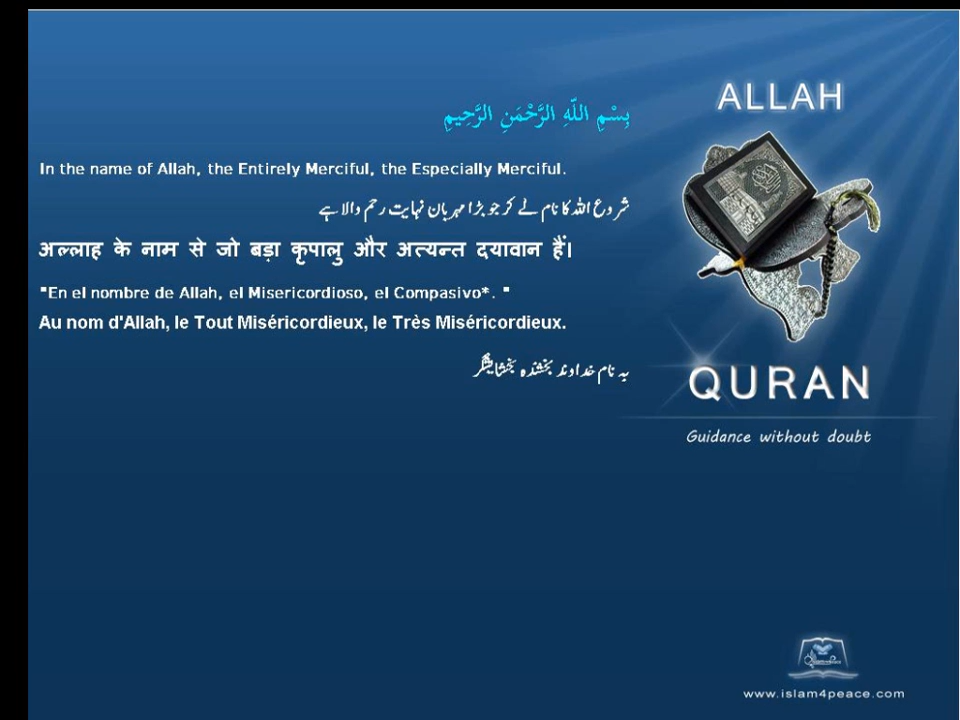 بِسْمِ اللّهِ الرَّحْمَنِ الرَّحِيمِ
In the name of Allah, the Entirely Merciful, the Especially Merciful.
شروع الله کا نام لے کر جو بڑا مہربان نہایت رحم والا ہے
अल्लाह के नाम से जो बड़ा कृपालु और अत्यन्त दयावान हैं।
"En el nombre de Allah, el Misericordioso, el Compasivo*. "
Au nom d'Allah, le Tout Miséricordieux, le Très Miséricordieux.
به نام خداوند بخشنده بخشایشگر
ALLAH
QURAN
Guidance without doubt
www.islam4peace.com